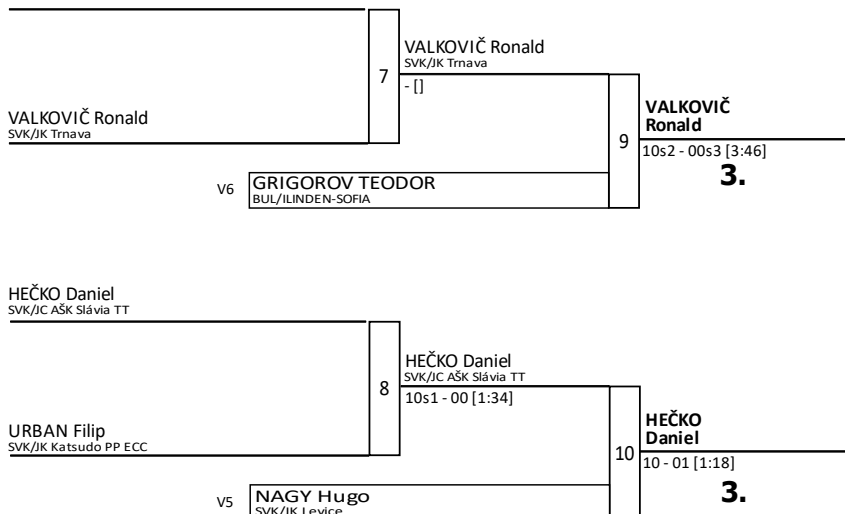 7
VALKOVIČ Ronald
SVK/JK Trnava
- []
VALKOVIČ Ronald
SVK/JK Trnava
9
VALKOVIČ
Ronald
10s2 - 00s3 [3:46]
3.
V6
GRIGOROV TEODOR
BUL/ILINDEN-SOFIA
HEČKO Daniel
SVK/JC AŠK Slávia TT
8
HEČKO Daniel
SVK/JC AŠK Slávia TT
10s1 - 00 [1:34]
URBAN Filip
SVK/JK Katsudo PP ECC
10
HEČKO
Daniel
10 - 01 [1:18]
3.
V5
NAGY Hugo
SVK/JK Levice